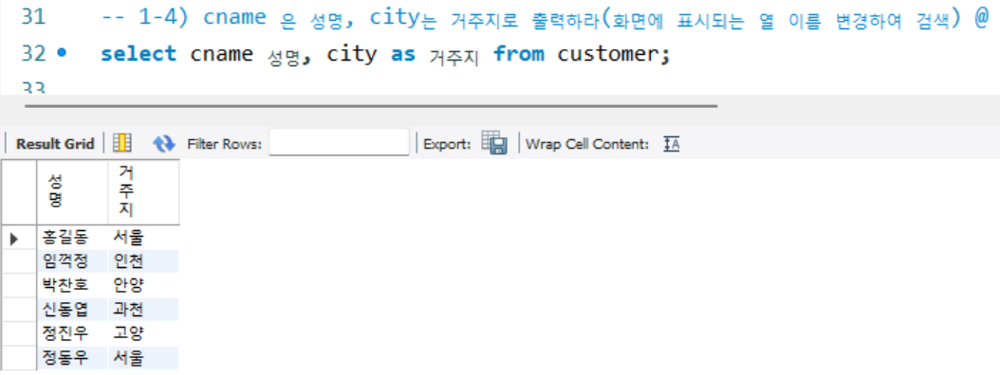 31 -- 1-4) cname 은 성명, city는 거주지로 출력하라(화면에 표시되는 열 이름 변경하여 검색) @
32 select cname 성명, city as 거주지 from customer;
33
Result Grid Filter Rows: Export: Wrap Cell Content: IA
성명 거주지
홍길동 서울
임꺽정 인천
박찬호 안양
신동엽 과천
정진우 고양
정동우 서울